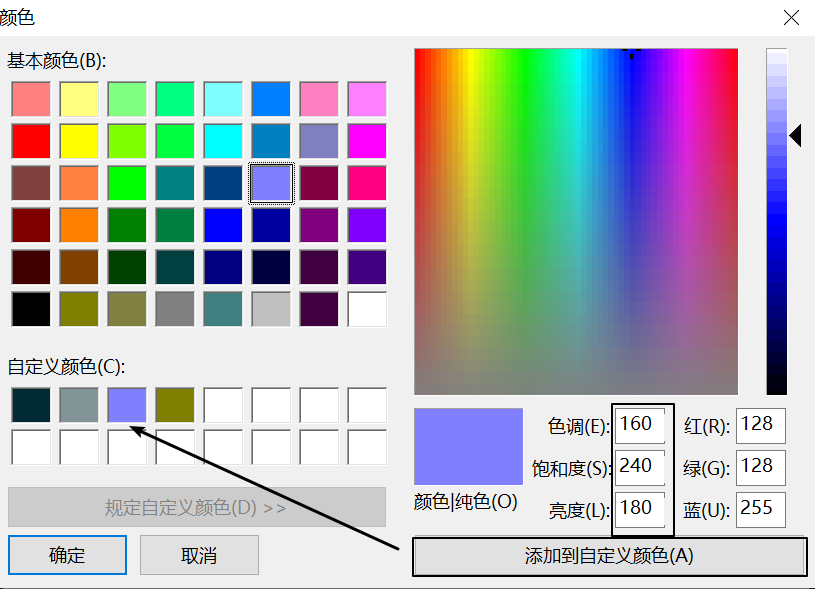 颜色
基本颜色(B):
自定义颜色(C):
规定自定义颜色(D) >>
确定
取消
颜色|纯色(O)
色调(E): 160
饱和度(S): 240
亮度(L): 180
红(R): 128
绿(G): 128
蓝(U): 255
添加到自定义颜色(A)